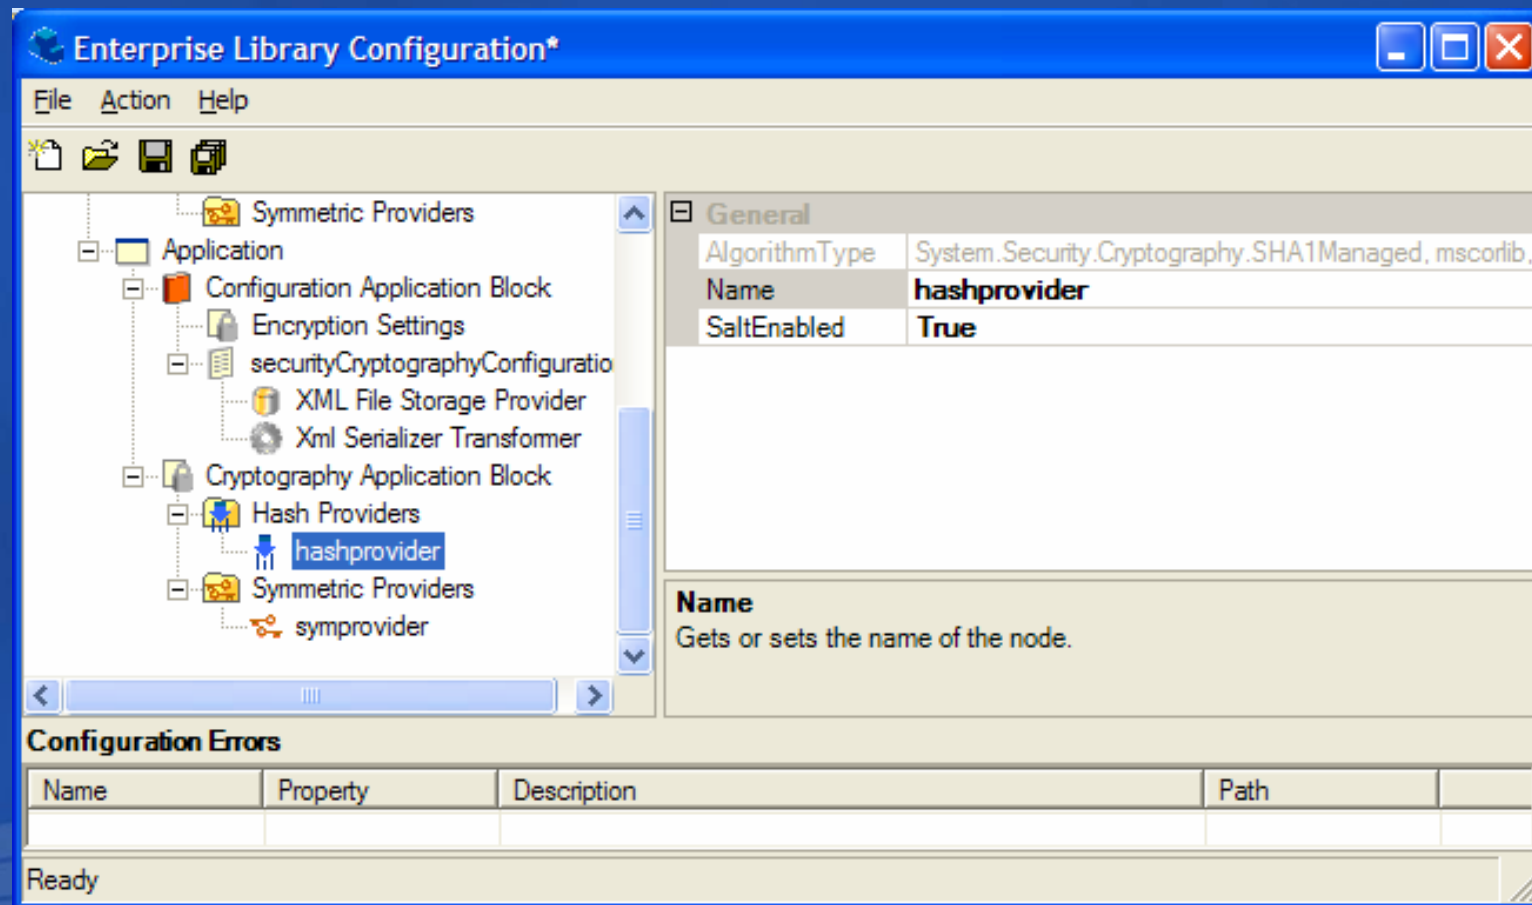 Enterprise Library Configuration*
File Action Help
Symmetric Providers
Application
Configuration Application Block
Encryption Settings
securityCryptographyConfiguratio
XML File Storage Provider
Xml Serializer Transformer
Cryptography Application Block
Hash Providers
hashprovider
Symmetric Providers
symprovider
General
AlgorithmType System.Security.Cryptography.SHA1Managed, mscorlib,
Name hashprovider
SaltEnabled True
Name
Gets or sets the name of the node.
Configuration Errors
Name Property Description Path
Ready